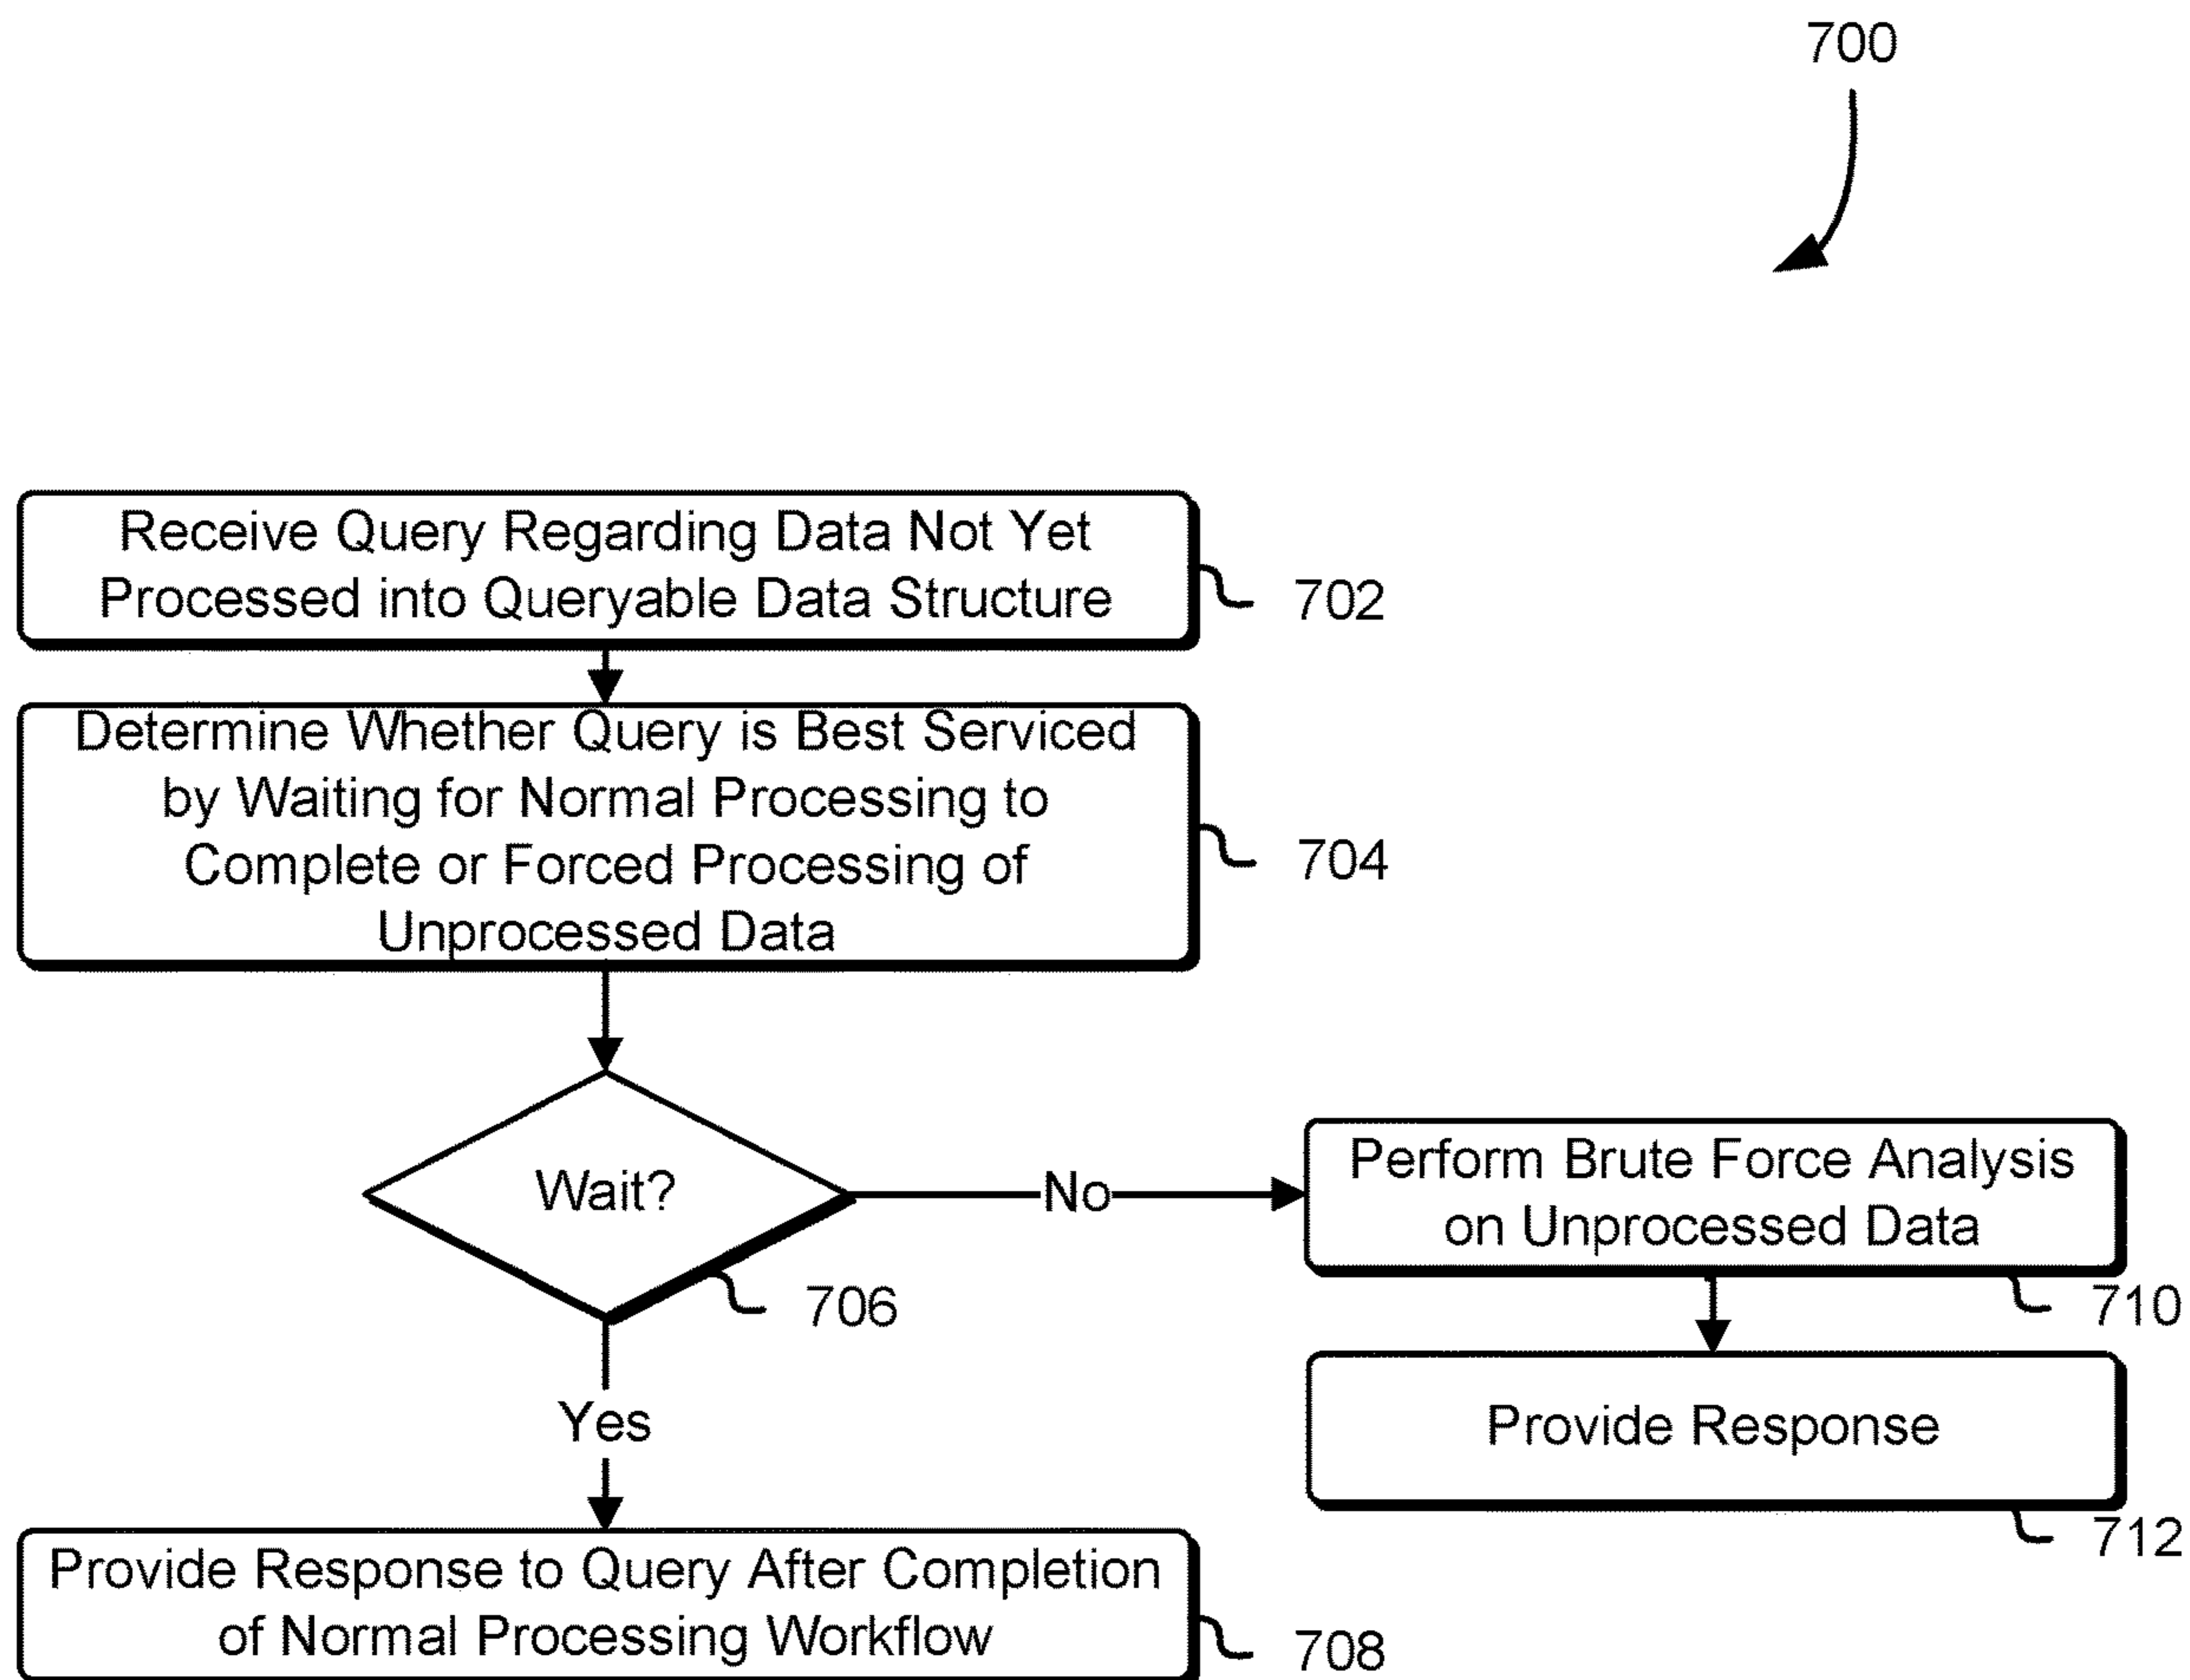 700
Receive Query Regarding Data Not Yet
Processed into Queryable Data Structure
702
Determine Whether Query is Best Serviced
by Waiting for Normal Processing to
Complete or Forced Processing of
Unprocessed Data
704
Wait?
706
No
Perform Brute Force Analysis
on Unprocessed Data
710
Provide Response
712
Yes
Provide Response to Query After Completion
of Normal Processing Workflow
708